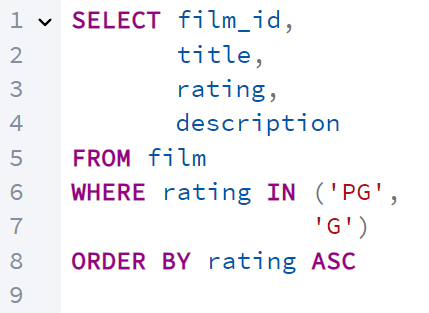 1 SELECT film_id,
2 title,
3 rating,
4 description
5 FROM film
6 WHERE rating IN ('PG',
7 'G')
8 ORDER BY rating ASC
9